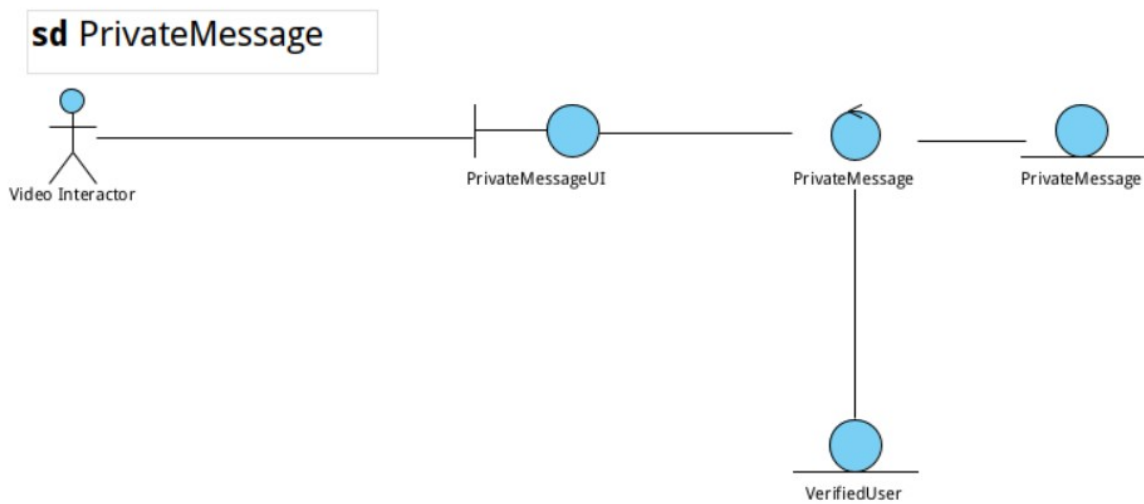 sd PrivateMessage
Video Interactor
PrivateMessageUI
PrivateMessage
PrivateMessage
VerifiedUser